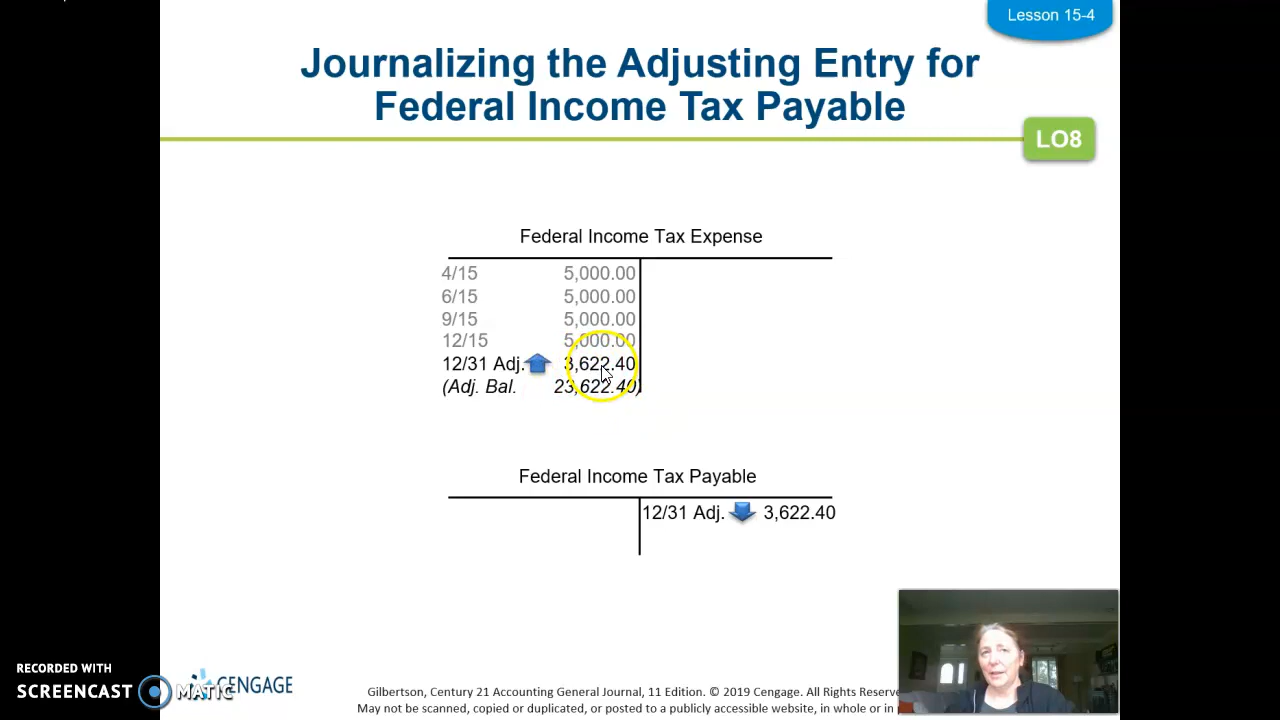 Lesson 15-4
Journalizing the Adjusting Entry for
Federal Income Tax Payable
LO8
Federal Income Tax Expense
4/15 5,000.00
6/15 5,000.00
9/15 5,000.00
12/15 5,000.00
12/31 Adj. 3,622.40
(Adj. Bal. 23,622.40)
Federal Income Tax Payable
12/31 Adj. 3,622.40
RECORDED WITH
SCREENCAST MATIC
CENGAGE
Gilbertson, Century 21 Accounting General Journal, 11 Edition. © 2019 Cengage. All Rights
May not be scanned, copied or duplicated, or posted to a publicly accessible website, in whole or in